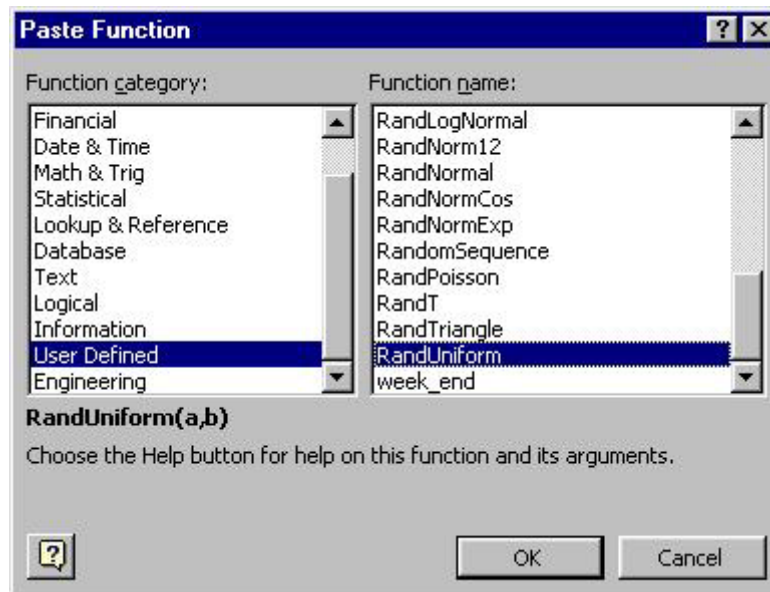 Paste Function
? X
Function category:
Financial
Date & Time
Math & Trig
Statistical
Lookup & Reference
Database
Text
Logical
Information
User Defined
Engineering
Function name:
RandLogNormal
RandNorm12
RandNormal
RandNormCos
RandNormExp
RandomSequence
RandPoisson
RandT
RandTriangle
RandUniform
week_end
RandUniform(a,b)
Choose the Help button for help on this function and its arguments.
?
OK
Cancel